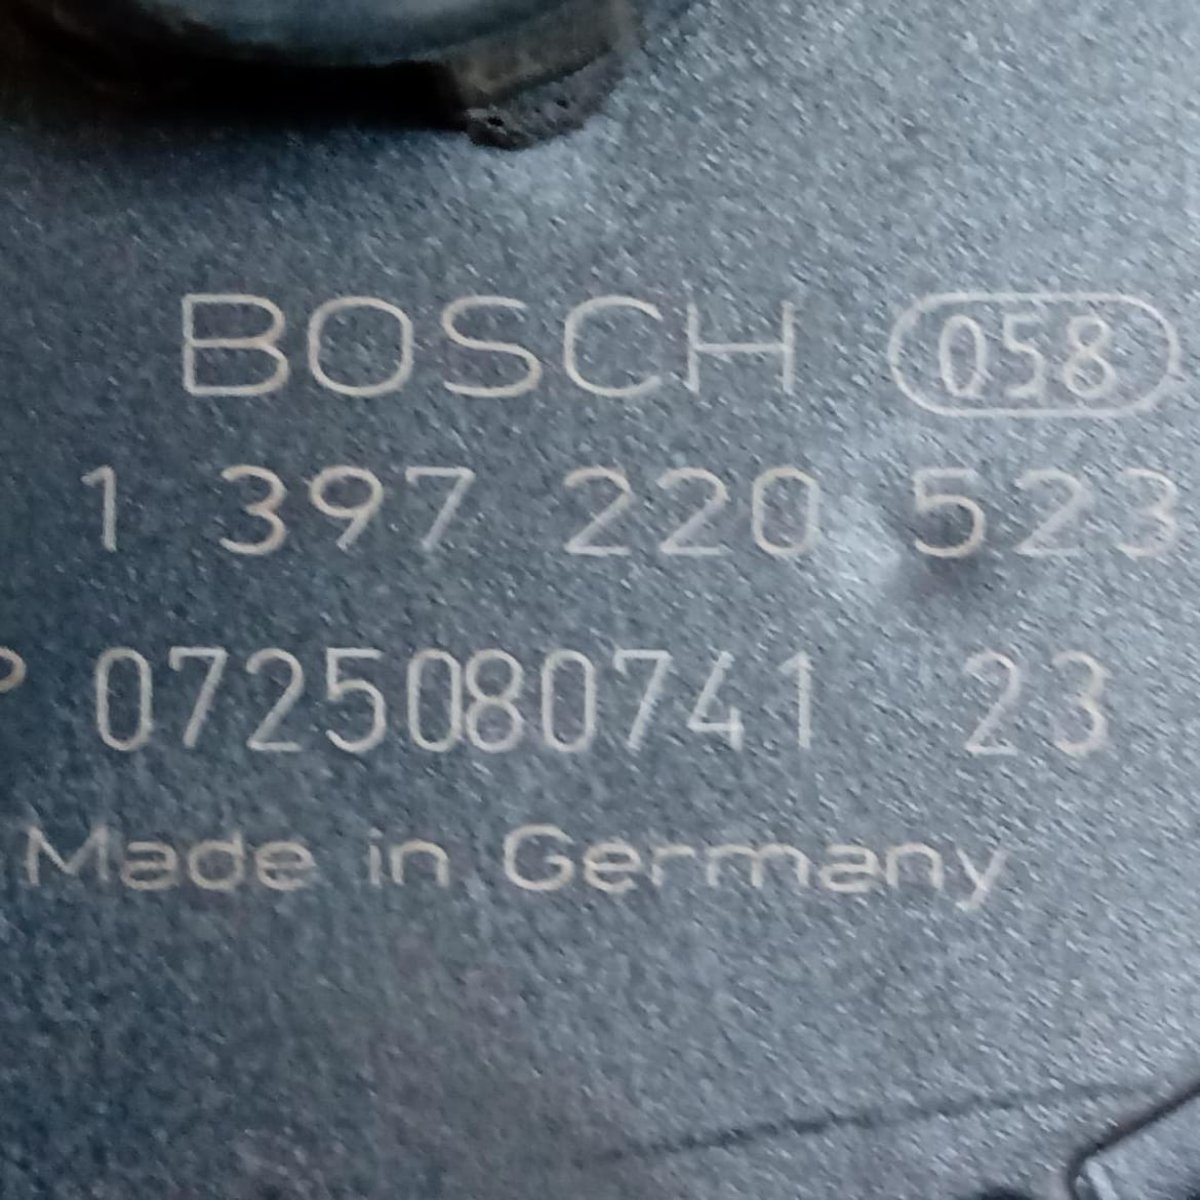 BOSCH 058
1 397 220 523
P 0725080741 23
Made in Germany